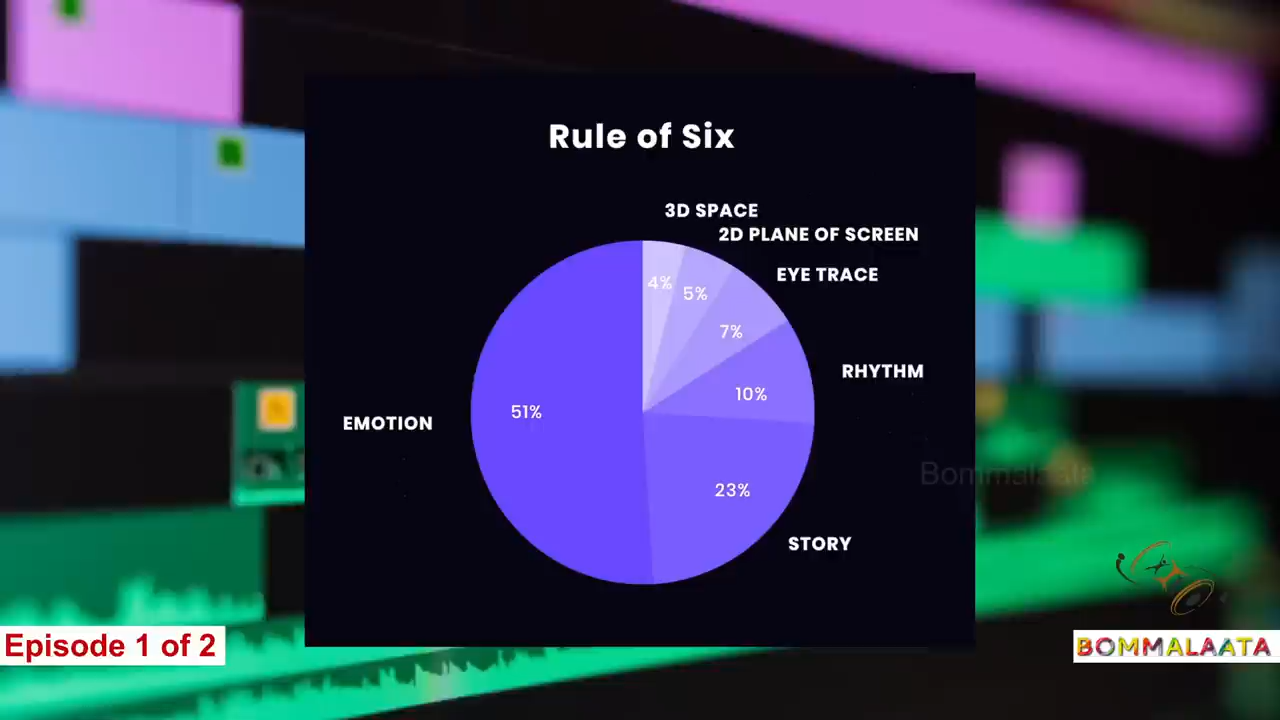 Rule of Six
3D SPACE
2D PLANE OF SCREEN
EYE TRACE
4%
5%
7%
RHYTHM
10%
51%
EMOTION
23%
STORY
Bommalaata
Episode 1 of 2
BOMMALAATA